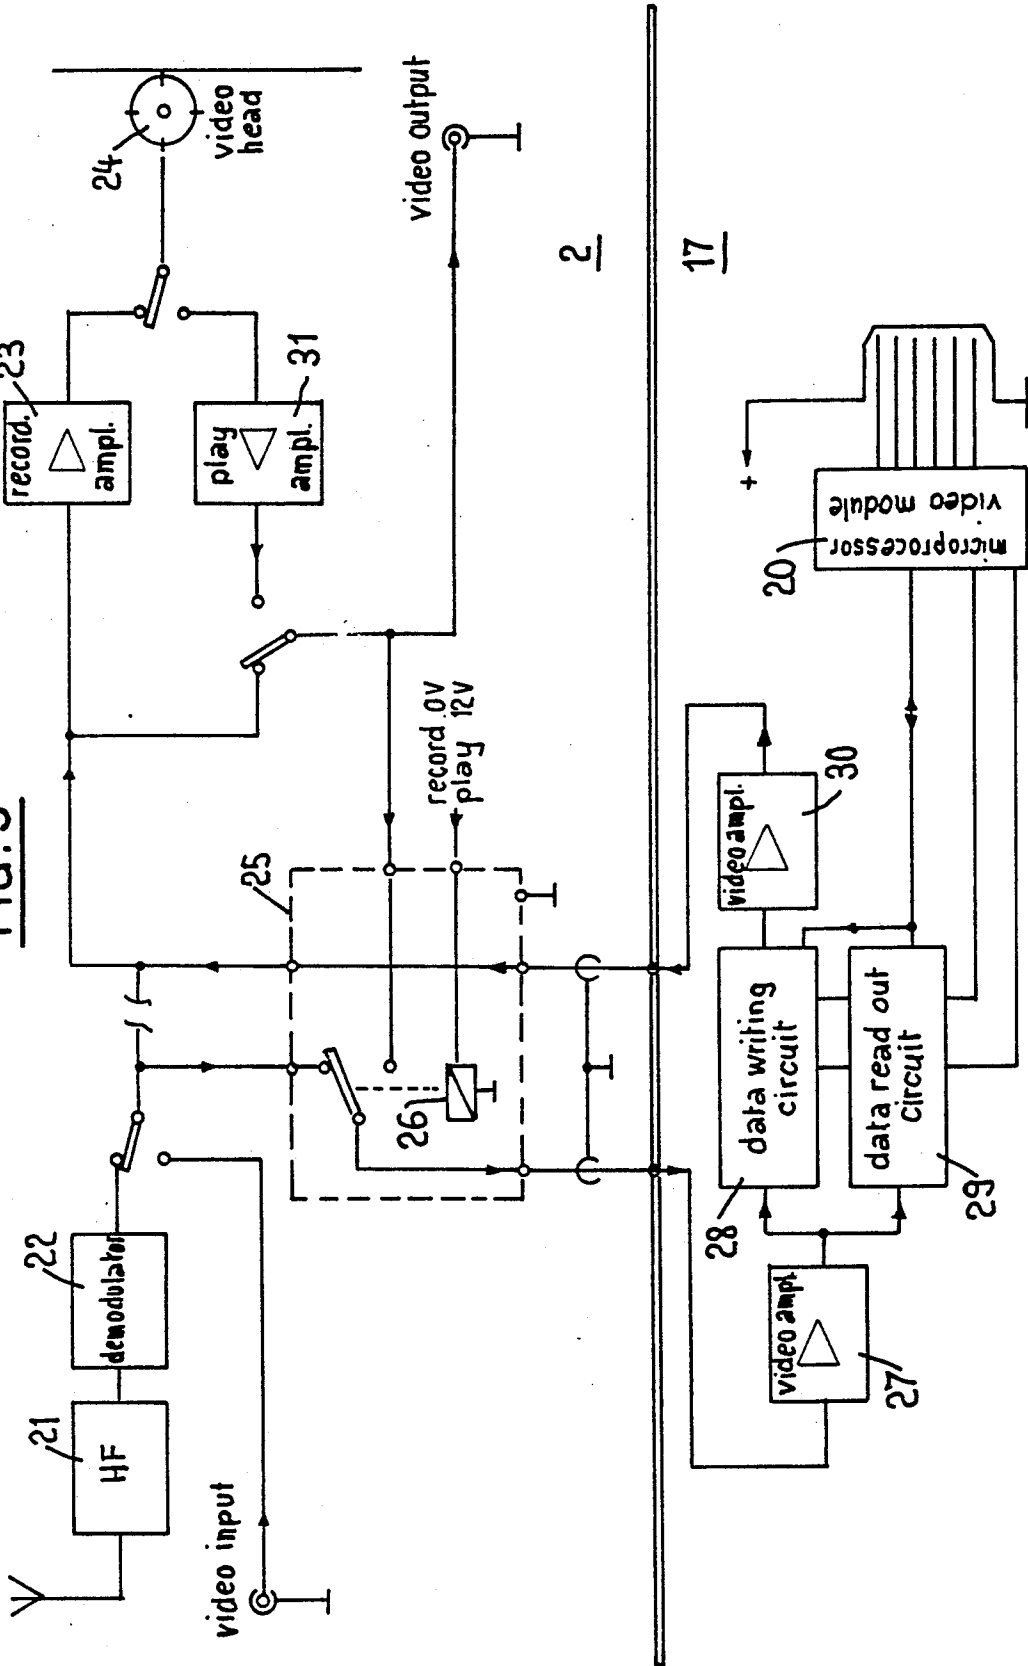 FIG. 5
21
HF
22
demodulator
video input
23
record.
ampl.
play
ampl.
31
24
video
head
video output
25
26
record 0V
play 12V
2
17
27
video ampl.
28
data writing
circuit
data read out
circuit
29
video ampl.
30
20
microprocessor
video module
+